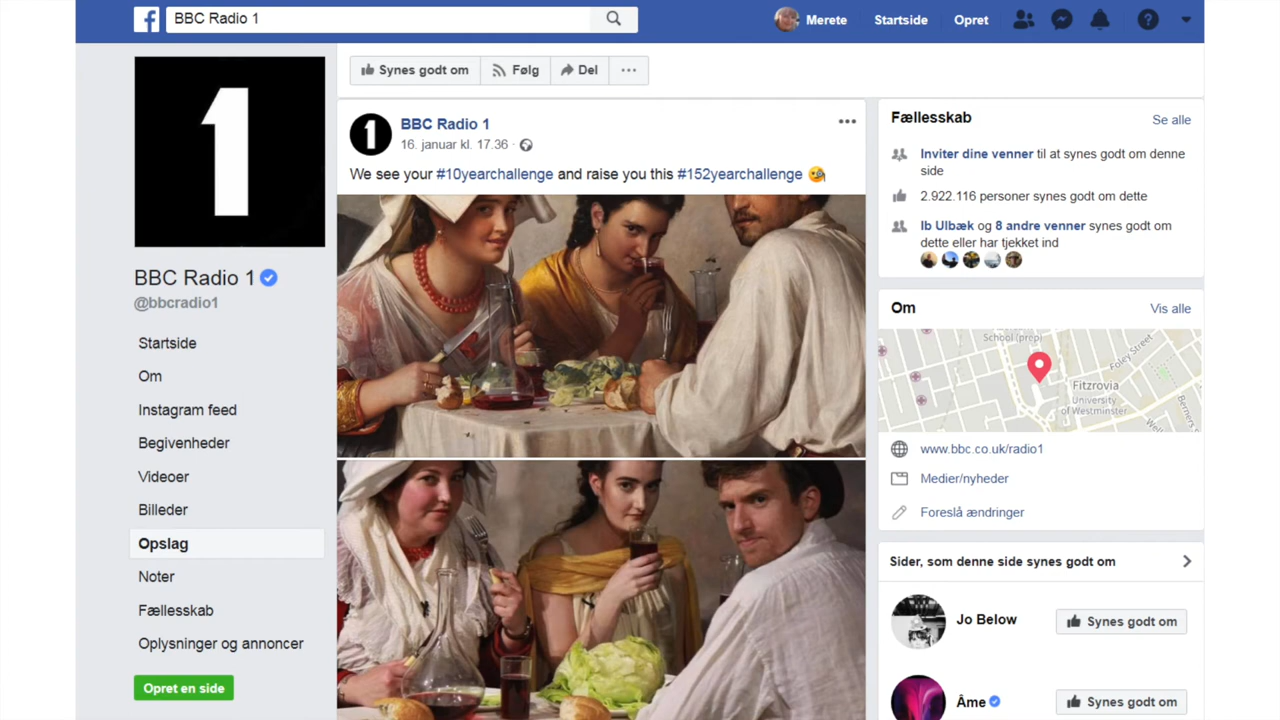 BBC Radio 1
Merete
Startside
Opret
1
BBC Radio 1
@bbcradio1
Startside
Om
Instagram feed
Begivenheder
Videoer
Billeder
Opslag
Noter
Fællesskab
Oplysninger og annoncer
Opret en side
Synes godt om
Følg
Del
1
BBC Radio 1
16. januar kl. 17.36 ·
We see your #10yearchallenge and raise you this #152yearchallenge
Fællesskab
Se alle
Inviter dine venner til at synes godt om denne
side
2.922.116 personer synes godt om dette
Ib Ulbæk og 8 andre venner synes godt om
dette eller har tjekket ind
Om
Vis alle
School (prep)
Foley Street
Fitzrovia
University
of Westminster
www.bbc.co.uk/radio1
Medier/nyheder
Foreslå ændringer
Sider, som denne side synes godt om
Jo Below
Synes godt om
Âme
Synes godt om